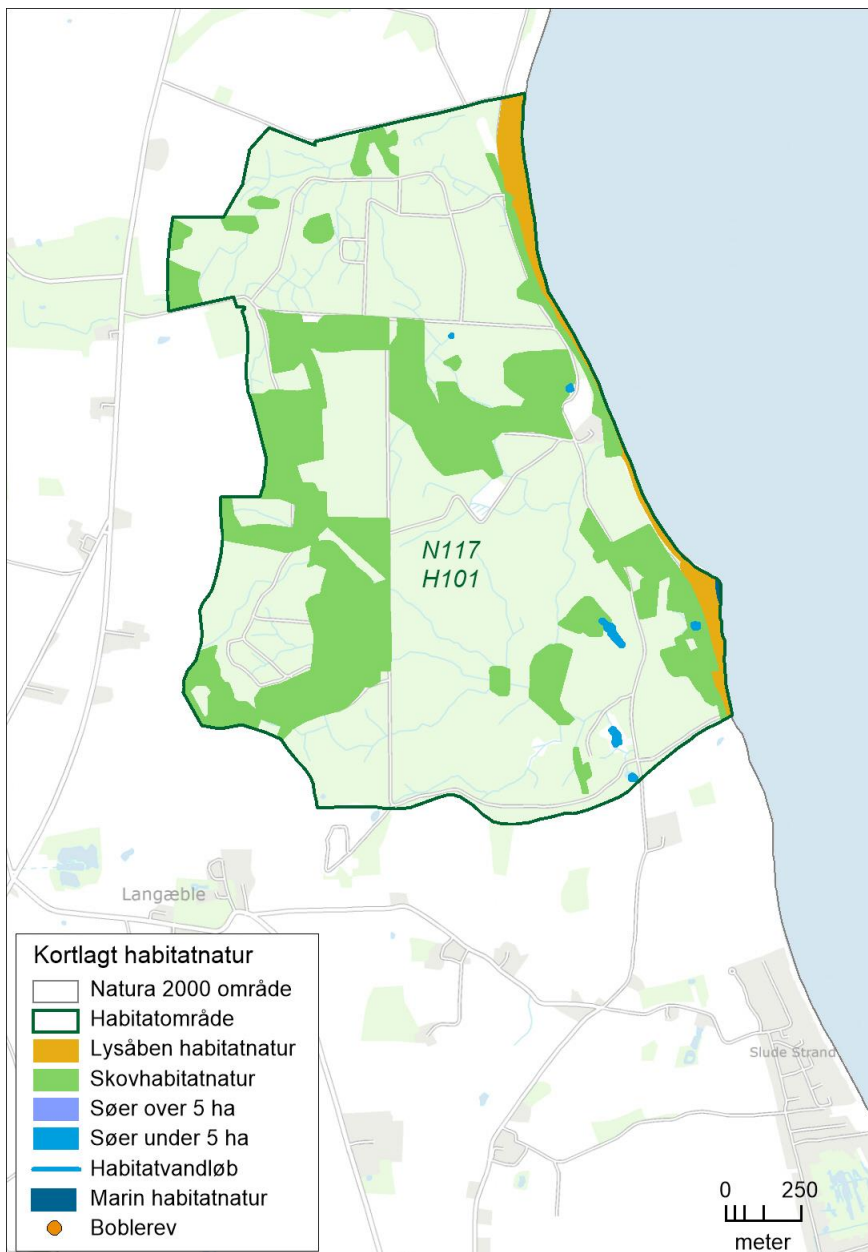 N117
H101
Langæble
Slude Strand
Kortlagt habitatnatur
Natura 2000 område
Habitatområde
Lysåben habitatnatur
Skovhabitatnatur
Søer over 5 ha
Søer under 5 ha
Habitatvandløb
Marin habitatnatur
Boblerev
0 250
meter